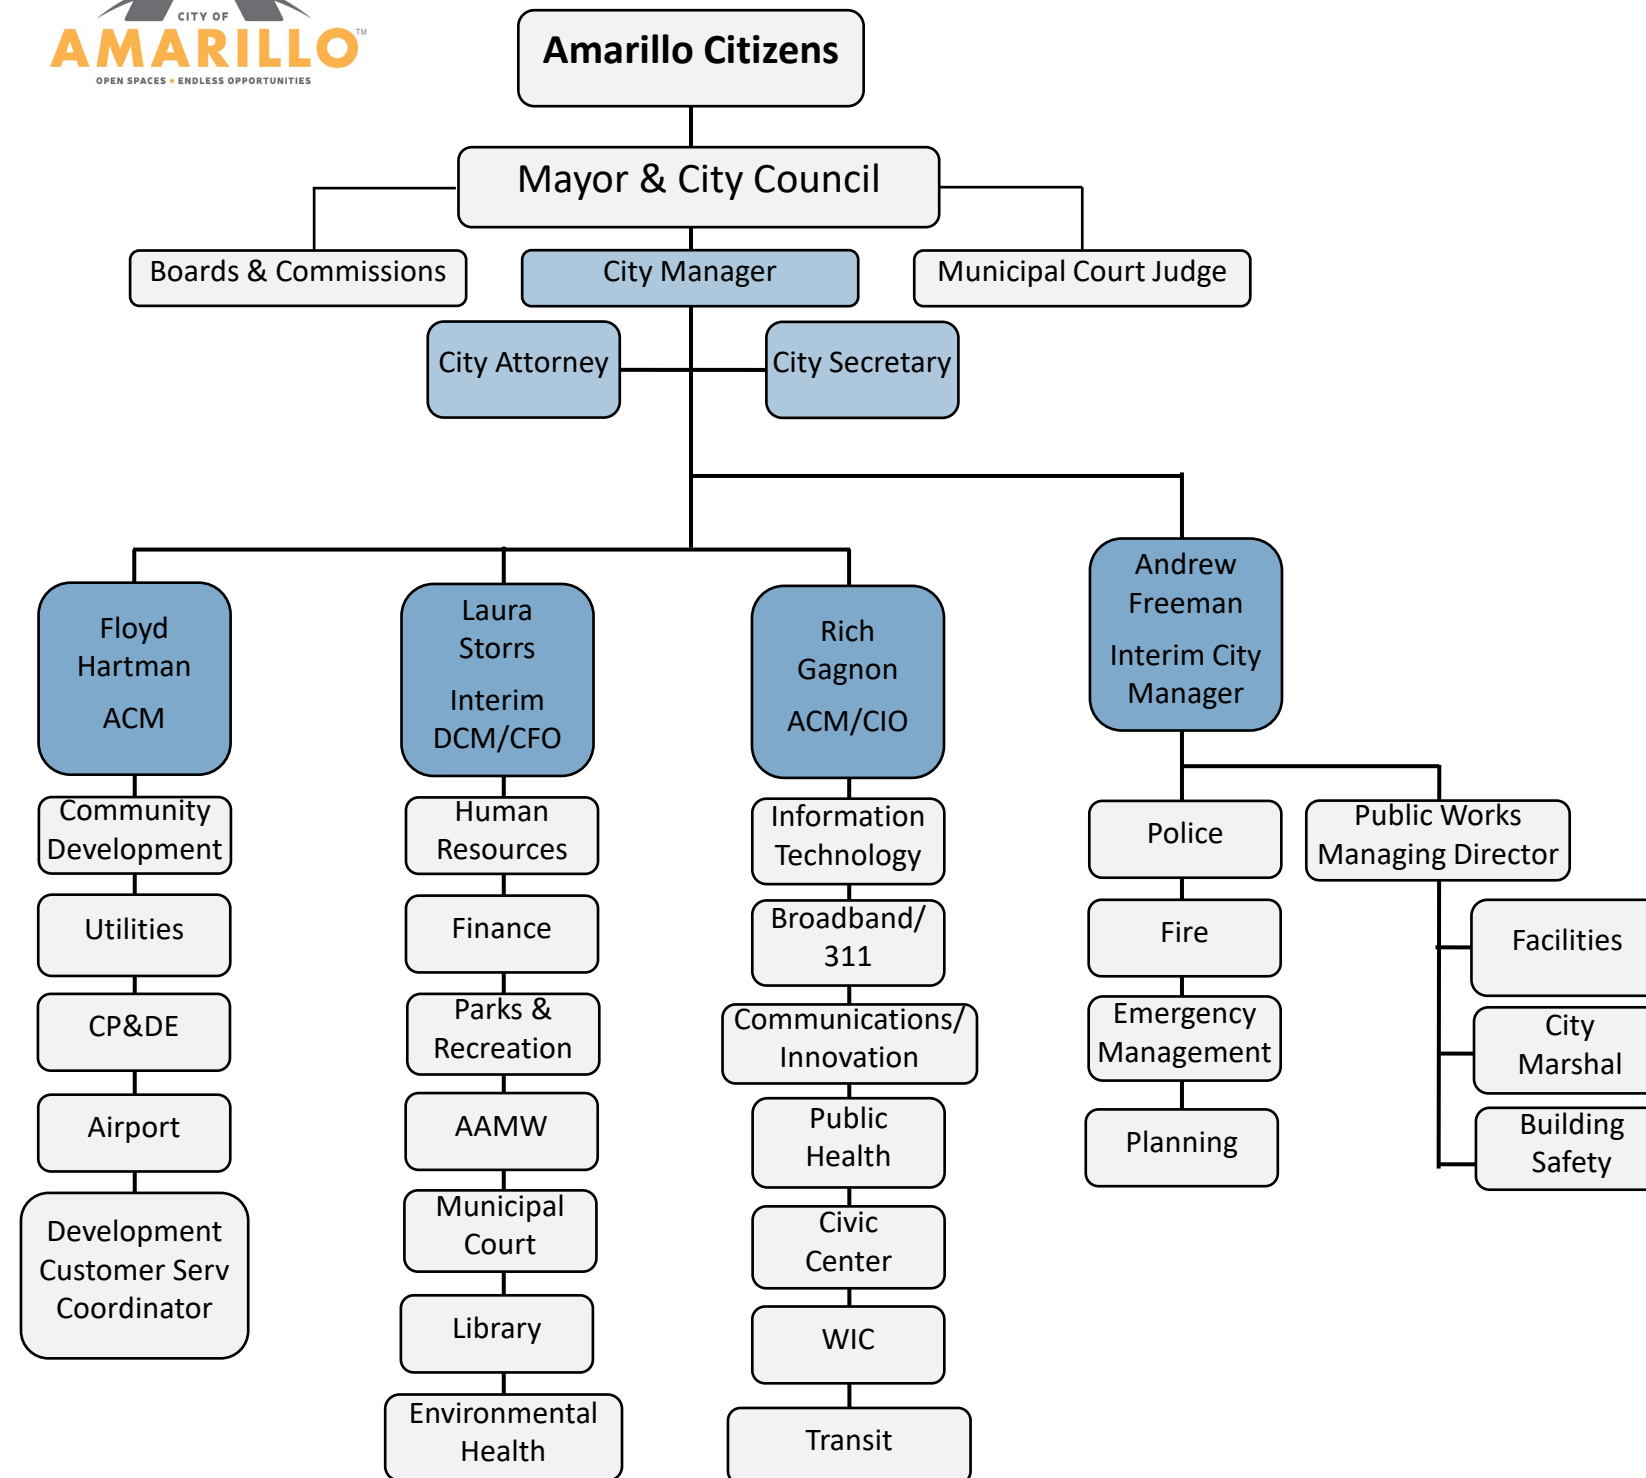 CITY OF
AMARILLO™
OPEN SPACES ★ ENDLESS OPPORTUNITIES
Amarillo Citizens
Mayor & City Council
Boards & Commissions
City Manager
Municipal Court Judge
City Attorney
City Secretary
Floyd
Hartman
ACM
Laura
Storrs
Interim
DCM/CFO
Rich
Gagnon
ACM/CIO
Andrew
Freeman
Interim City
Manager
Community
Development
Utilities
CP&DE
Airport
Development
Customer Serv
Coordinator
Human
Resources
Finance
Parks &
Recreation
AAMW
Municipal
Court
Library
Environmental
Health
Information
Technology
Broadband/
311
Communications/
Innovation
Public
Health
Civic
Center
WIC
Transit
Police
Fire
Emergency
Management
Planning
Public Works
Managing Director
Facilities
City
Marshal
Building
Safety